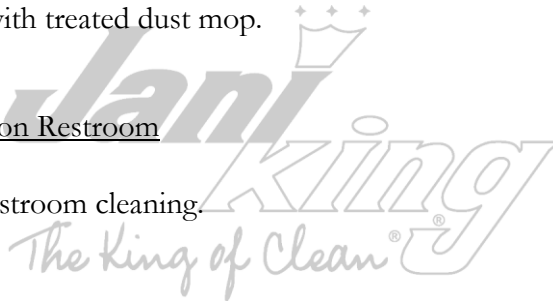 with treated dust mop.
Jani
on Restroom
King®
stroom cleaning.
The King of Clean®